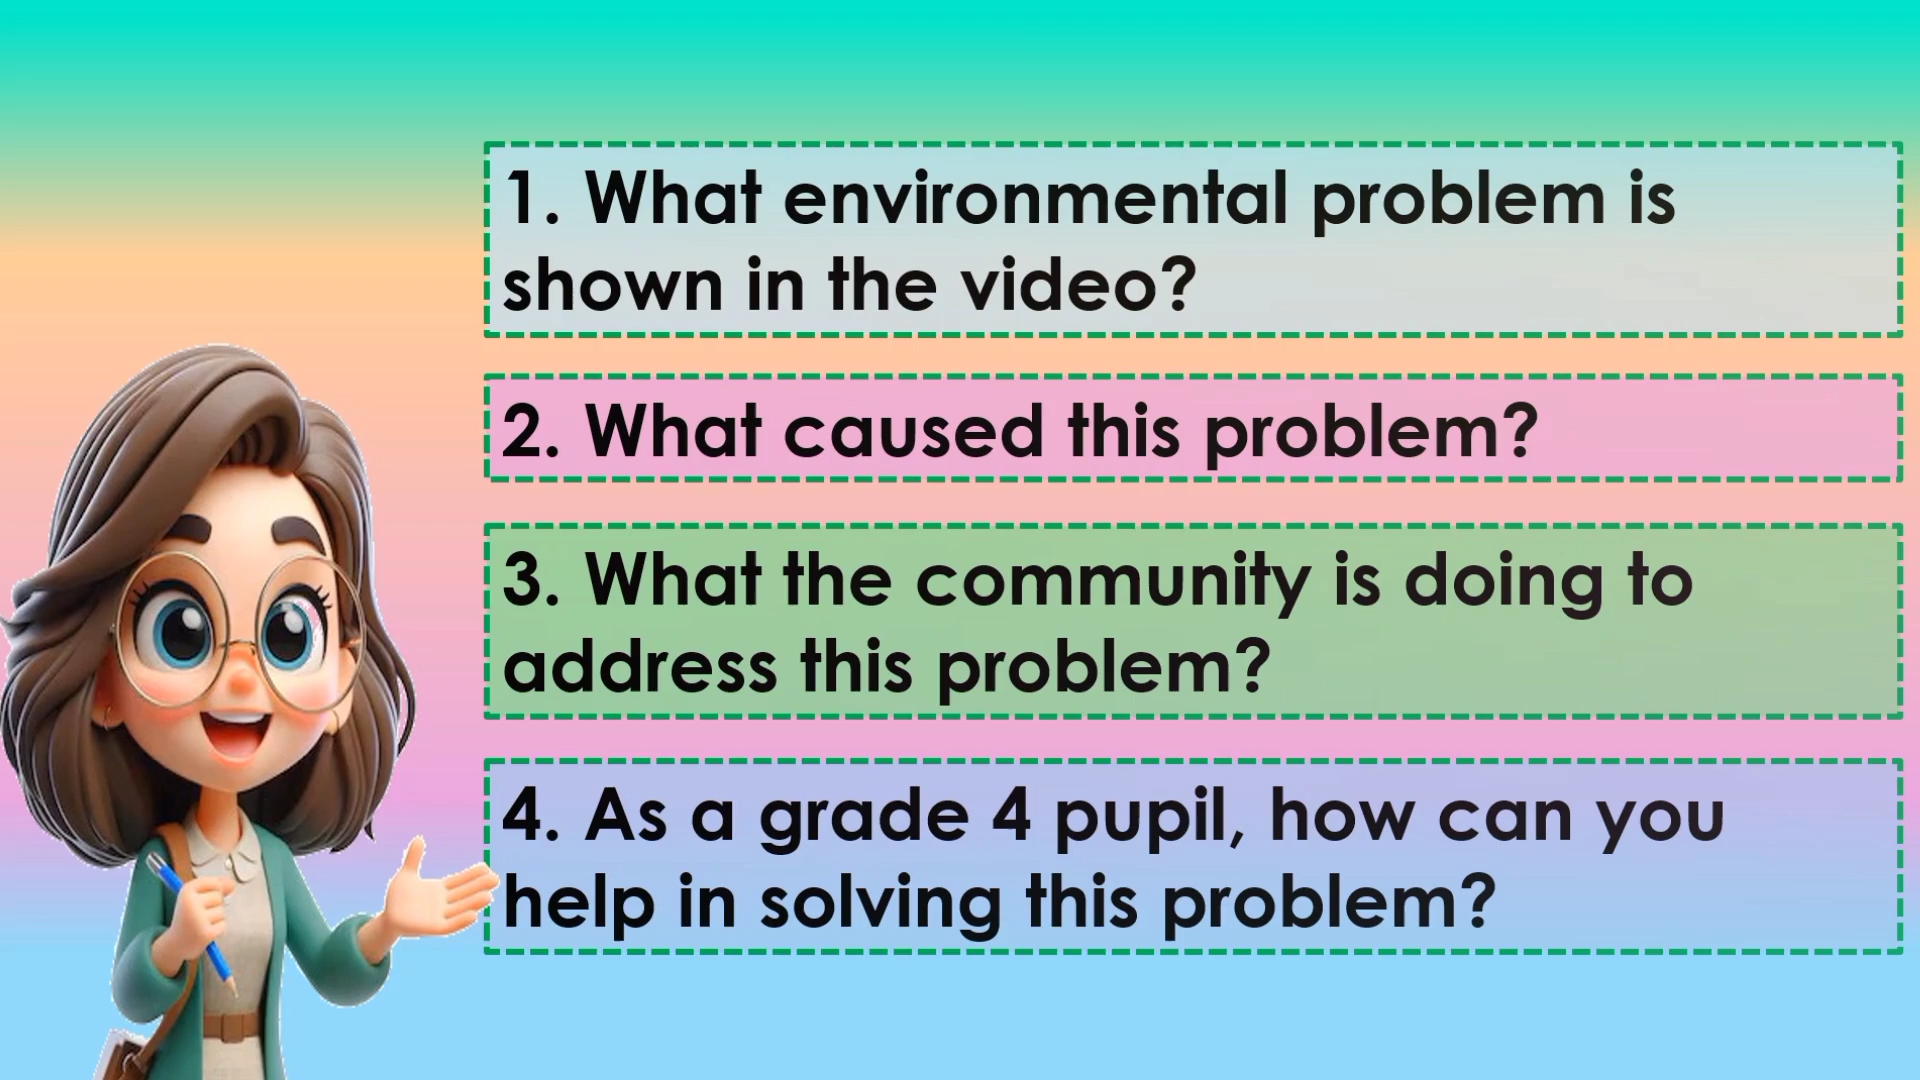 1. What environmental problem is
shown in the video?
2. What caused this problem?
3. What the community is doing to
address this problem?
4. As a grade 4 pupil, how can you
help in solving this problem?